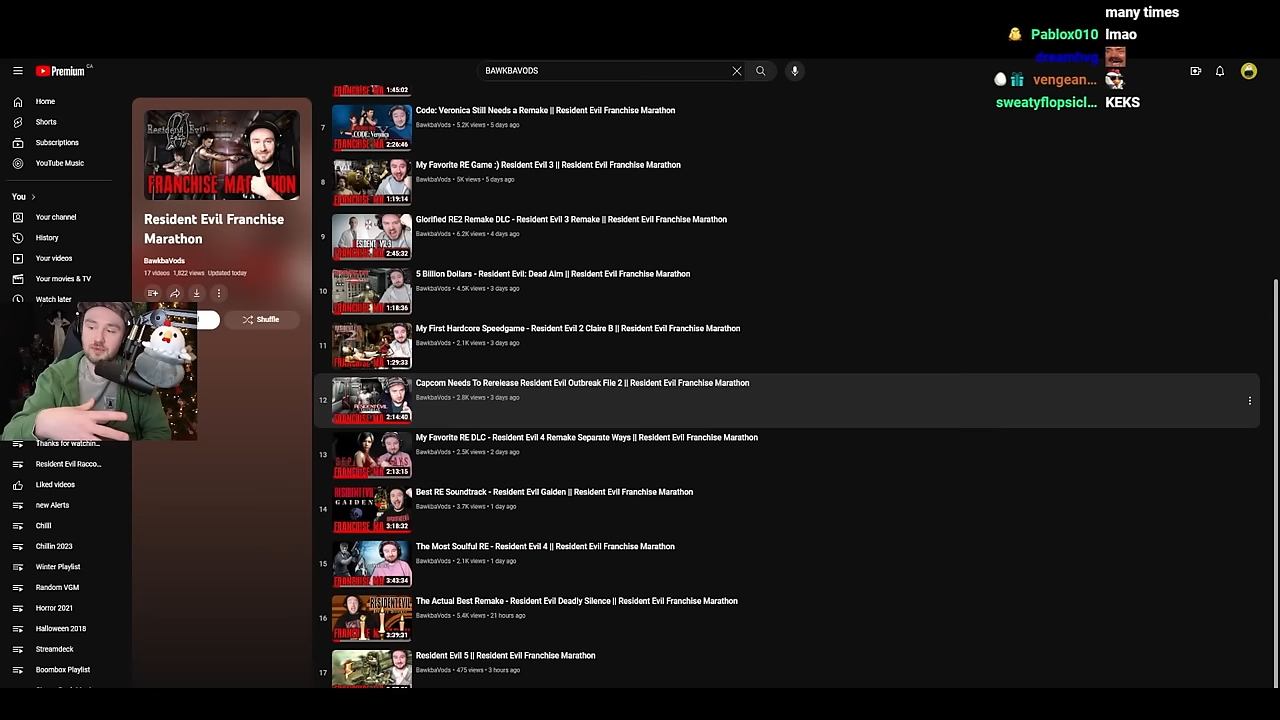 many times
Pablox010 lmao
dreamhvg
vengean...
sweatyflopsicl... KEKS
Premium CA
BAWKBAVODS
Home
Shorts
Subscriptions
YouTube Music
You
Your channel
History
Your videos
Your movies & TV
Watch later
Thanks for watchin...
Resident Evil Racco...
Liked videos
new Alerts
Chilll
Chillin 2023
Winter Playlist
Random VGM
Horror 2021
Halloween 2018
Streamdeck
Boombox Playlist
Resident Evil
FRANCHISE MARATHON
Resident Evil Franchise
Marathon
BawkbaVods
17 videos 1,822 views Updated today
Shuffle
1:45:02
7
Code: Veronica Still Needs a Remake || Resident Evil Franchise Marathon
BawkbaVods • 5.2K views • 5 days ago
2:26:46
8
My Favorite RE Game :) Resident Evil 3 || Resident Evil Franchise Marathon
BawkbaVods • 5K views • 5 days ago
1:19:14
9
Glorified RE2 Remake DLC - Resident Evil 3 Remake || Resident Evil Franchise Marathon
BawkbaVods • 6.2K views • 4 days ago
2:45:32
10
5 Billion Dollars - Resident Evil: Dead Aim || Resident Evil Franchise Marathon
BawkbaVods • 4.5K views • 3 days ago
1:18:36
11
My First Hardcore Speedgame - Resident Evil 2 Claire B || Resident Evil Franchise Marathon
BawkbaVods • 2.1K views • 3 days ago
1:29:33
12
Capcom Needs To Rerelease Resident Evil Outbreak File 2 || Resident Evil Franchise Marathon
BawkbaVods • 2.8K views • 3 days ago
2:14:40
13
My Favorite RE DLC - Resident Evil 4 Remake Separate Ways || Resident Evil Franchise Marathon
BawkbaVods • 2.5K views • 2 days ago
2:13:15
14
Best RE Soundtrack - Resident Evil Gaiden || Resident Evil Franchise Marathon
BawkbaVods • 3.7K views • 1 day ago
3:18:32
15
The Most Soulful RE - Resident Evil 4 || Resident Evil Franchise Marathon
BawkbaVods • 2.1K views • 1 day ago
3:43:34
16
The Actual Best Remake - Resident Evil Deadly Silence || Resident Evil Franchise Marathon
BawkbaVods • 5.4K views • 21 hours ago
3:39:31
17
Resident Evil 5 || Resident Evil Franchise Marathon
BawkbaVods • 475 views • 3 hours ago